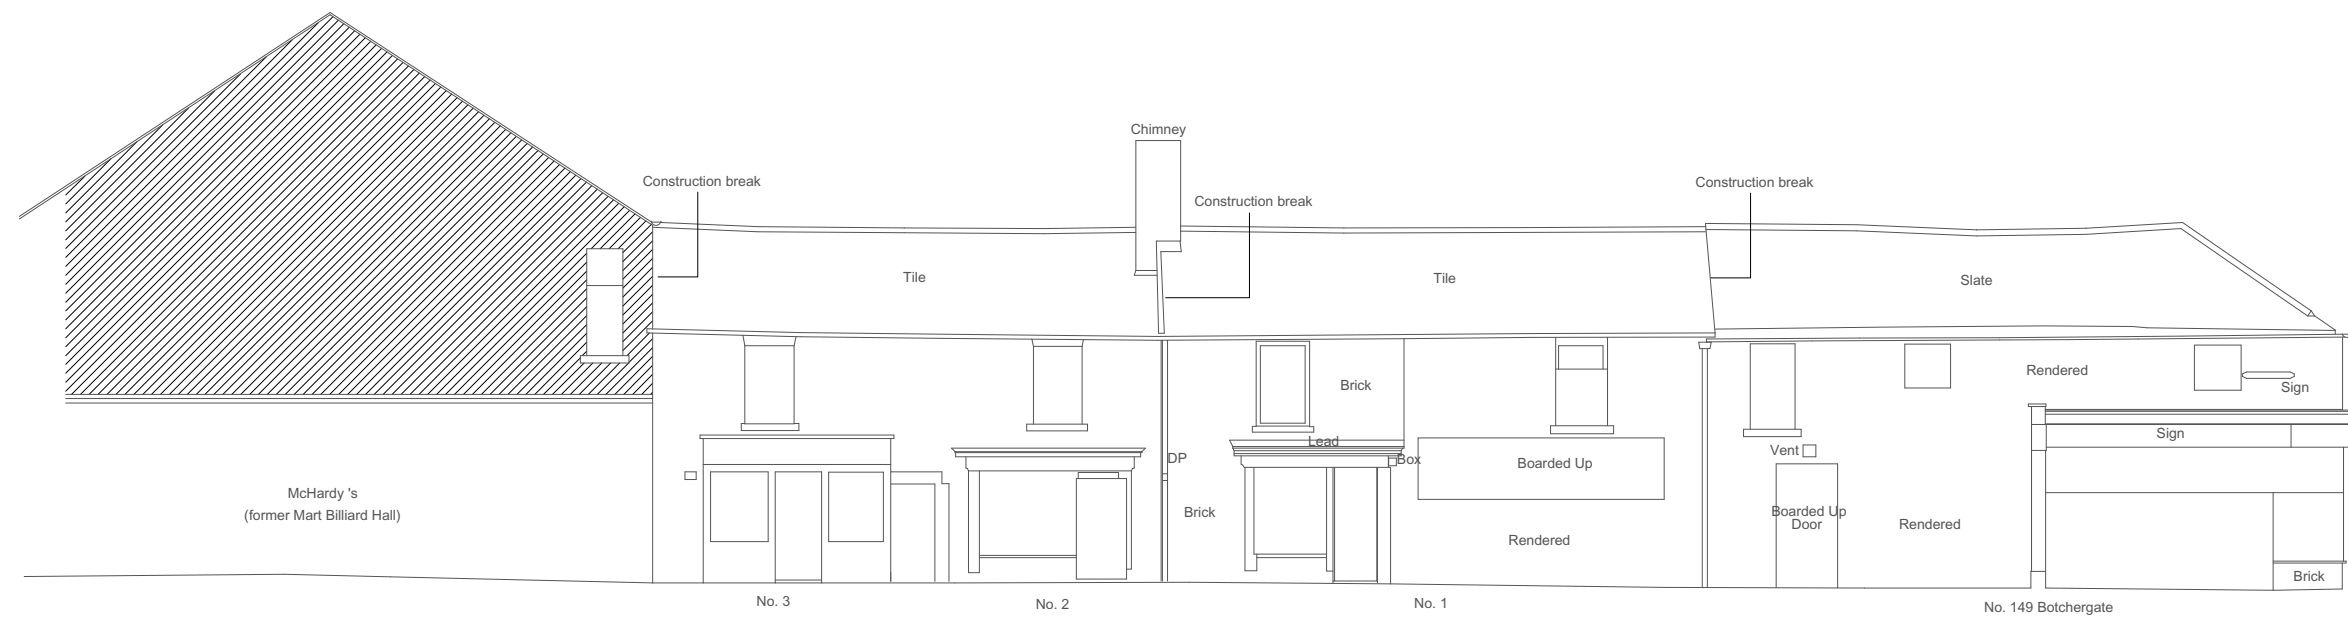 Chimney
Construction break
Construction break
Construction break
Tile
Tile
Slate
Brick
Rendered
Sign
Lead
Sign
DP
Box
Boarded Up
Vent
McHardy 's
(former Mart Billiard Hall)
Brick
Boarded Up
Door
Rendered
Rendered
Brick
No. 3
No. 2
No. 1
No. 149 Botchergate